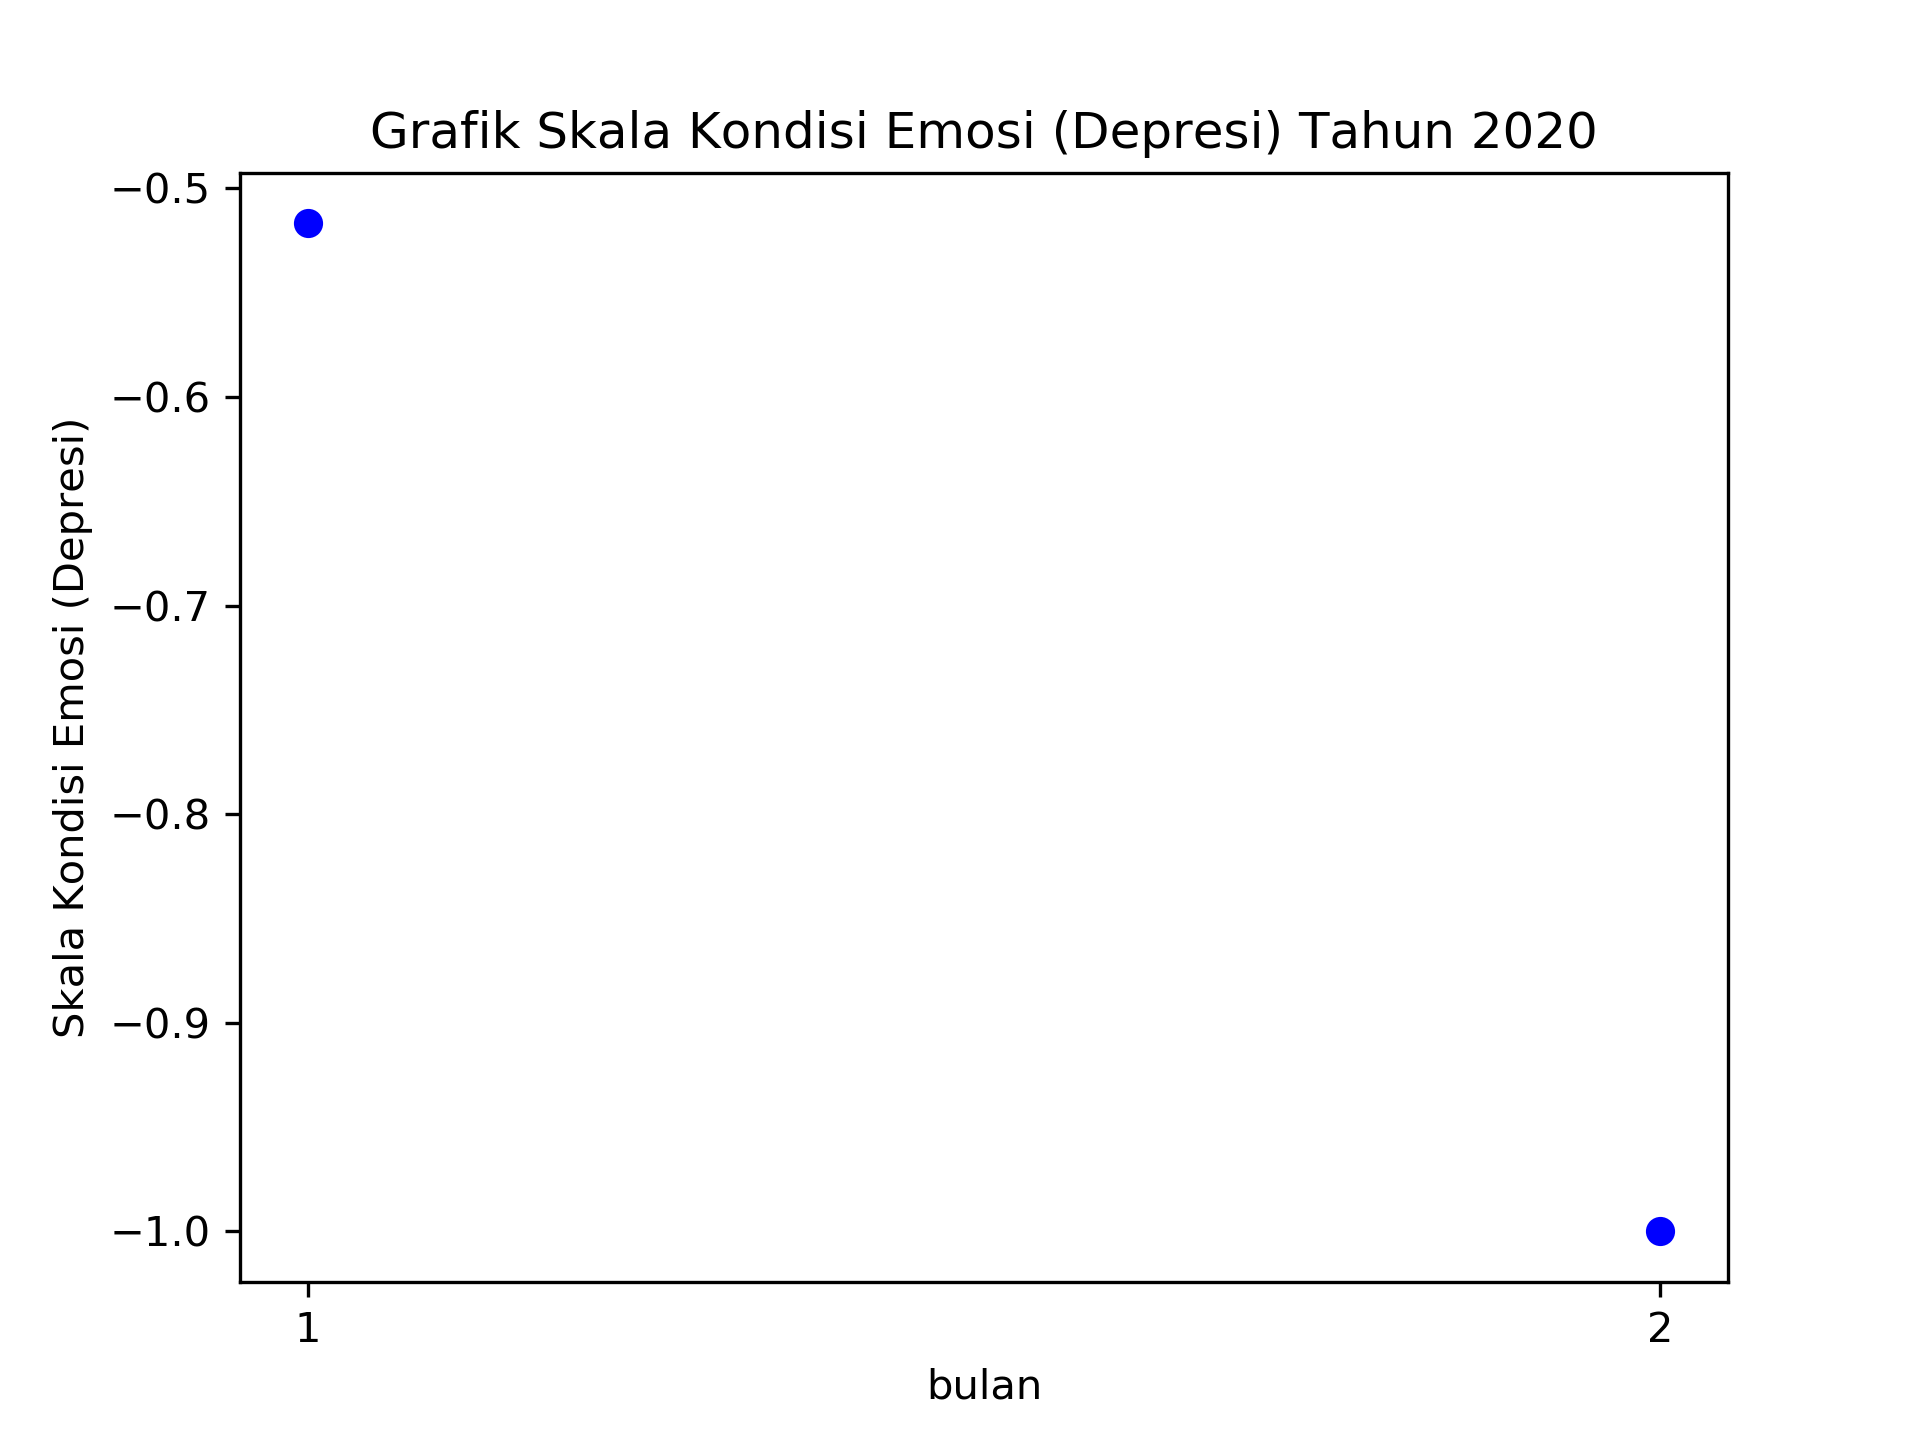 Grafik Skala Kondisi Emosi (Depresi) Tahun 2020
Skala Kondisi Emosi (Depresi)
−0.5
−0.6
−0.7
−0.8
−0.9
−1.0
1
2
bulan